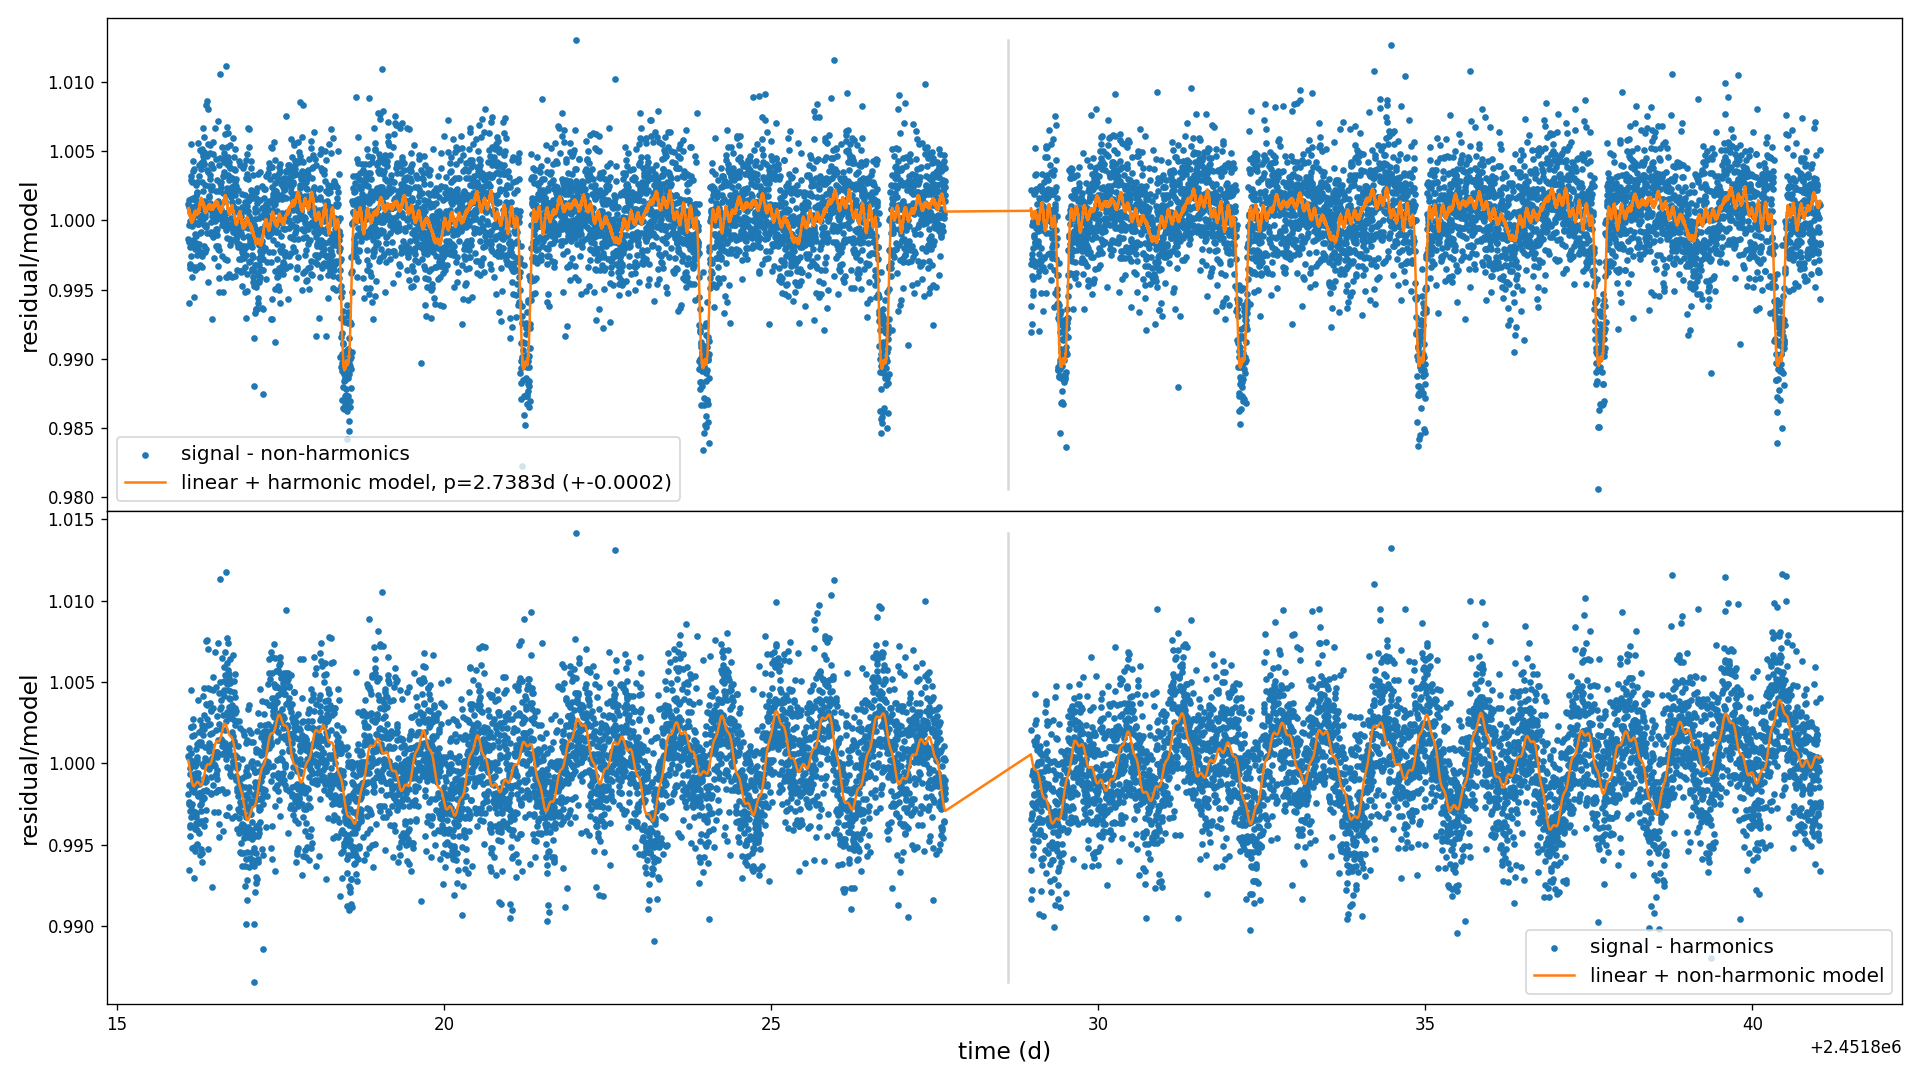 residual/model
1.010
1.005
1.000
0.995
0.990
0.985
0.980
signal - non-harmonics
linear + harmonic model, p=2.7383d (+-0.0002)
residual/model
1.015
1.010
1.005
1.000
0.995
0.990
signal - harmonics
linear + non-harmonic model
15
20
25
30
35
40
time (d)
+2.4518e6